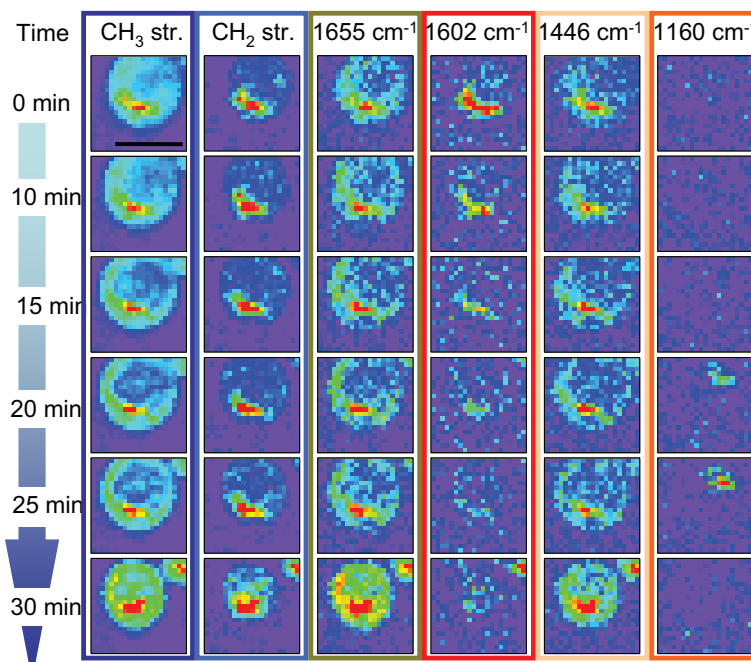 Time CH₃ str. CH₂ str. 1655 cm⁻¹ 1602 cm⁻¹ 1446 cm⁻¹ 1160 cm⁻
0 min
10 min
15 min
20 min
25 min
30 min